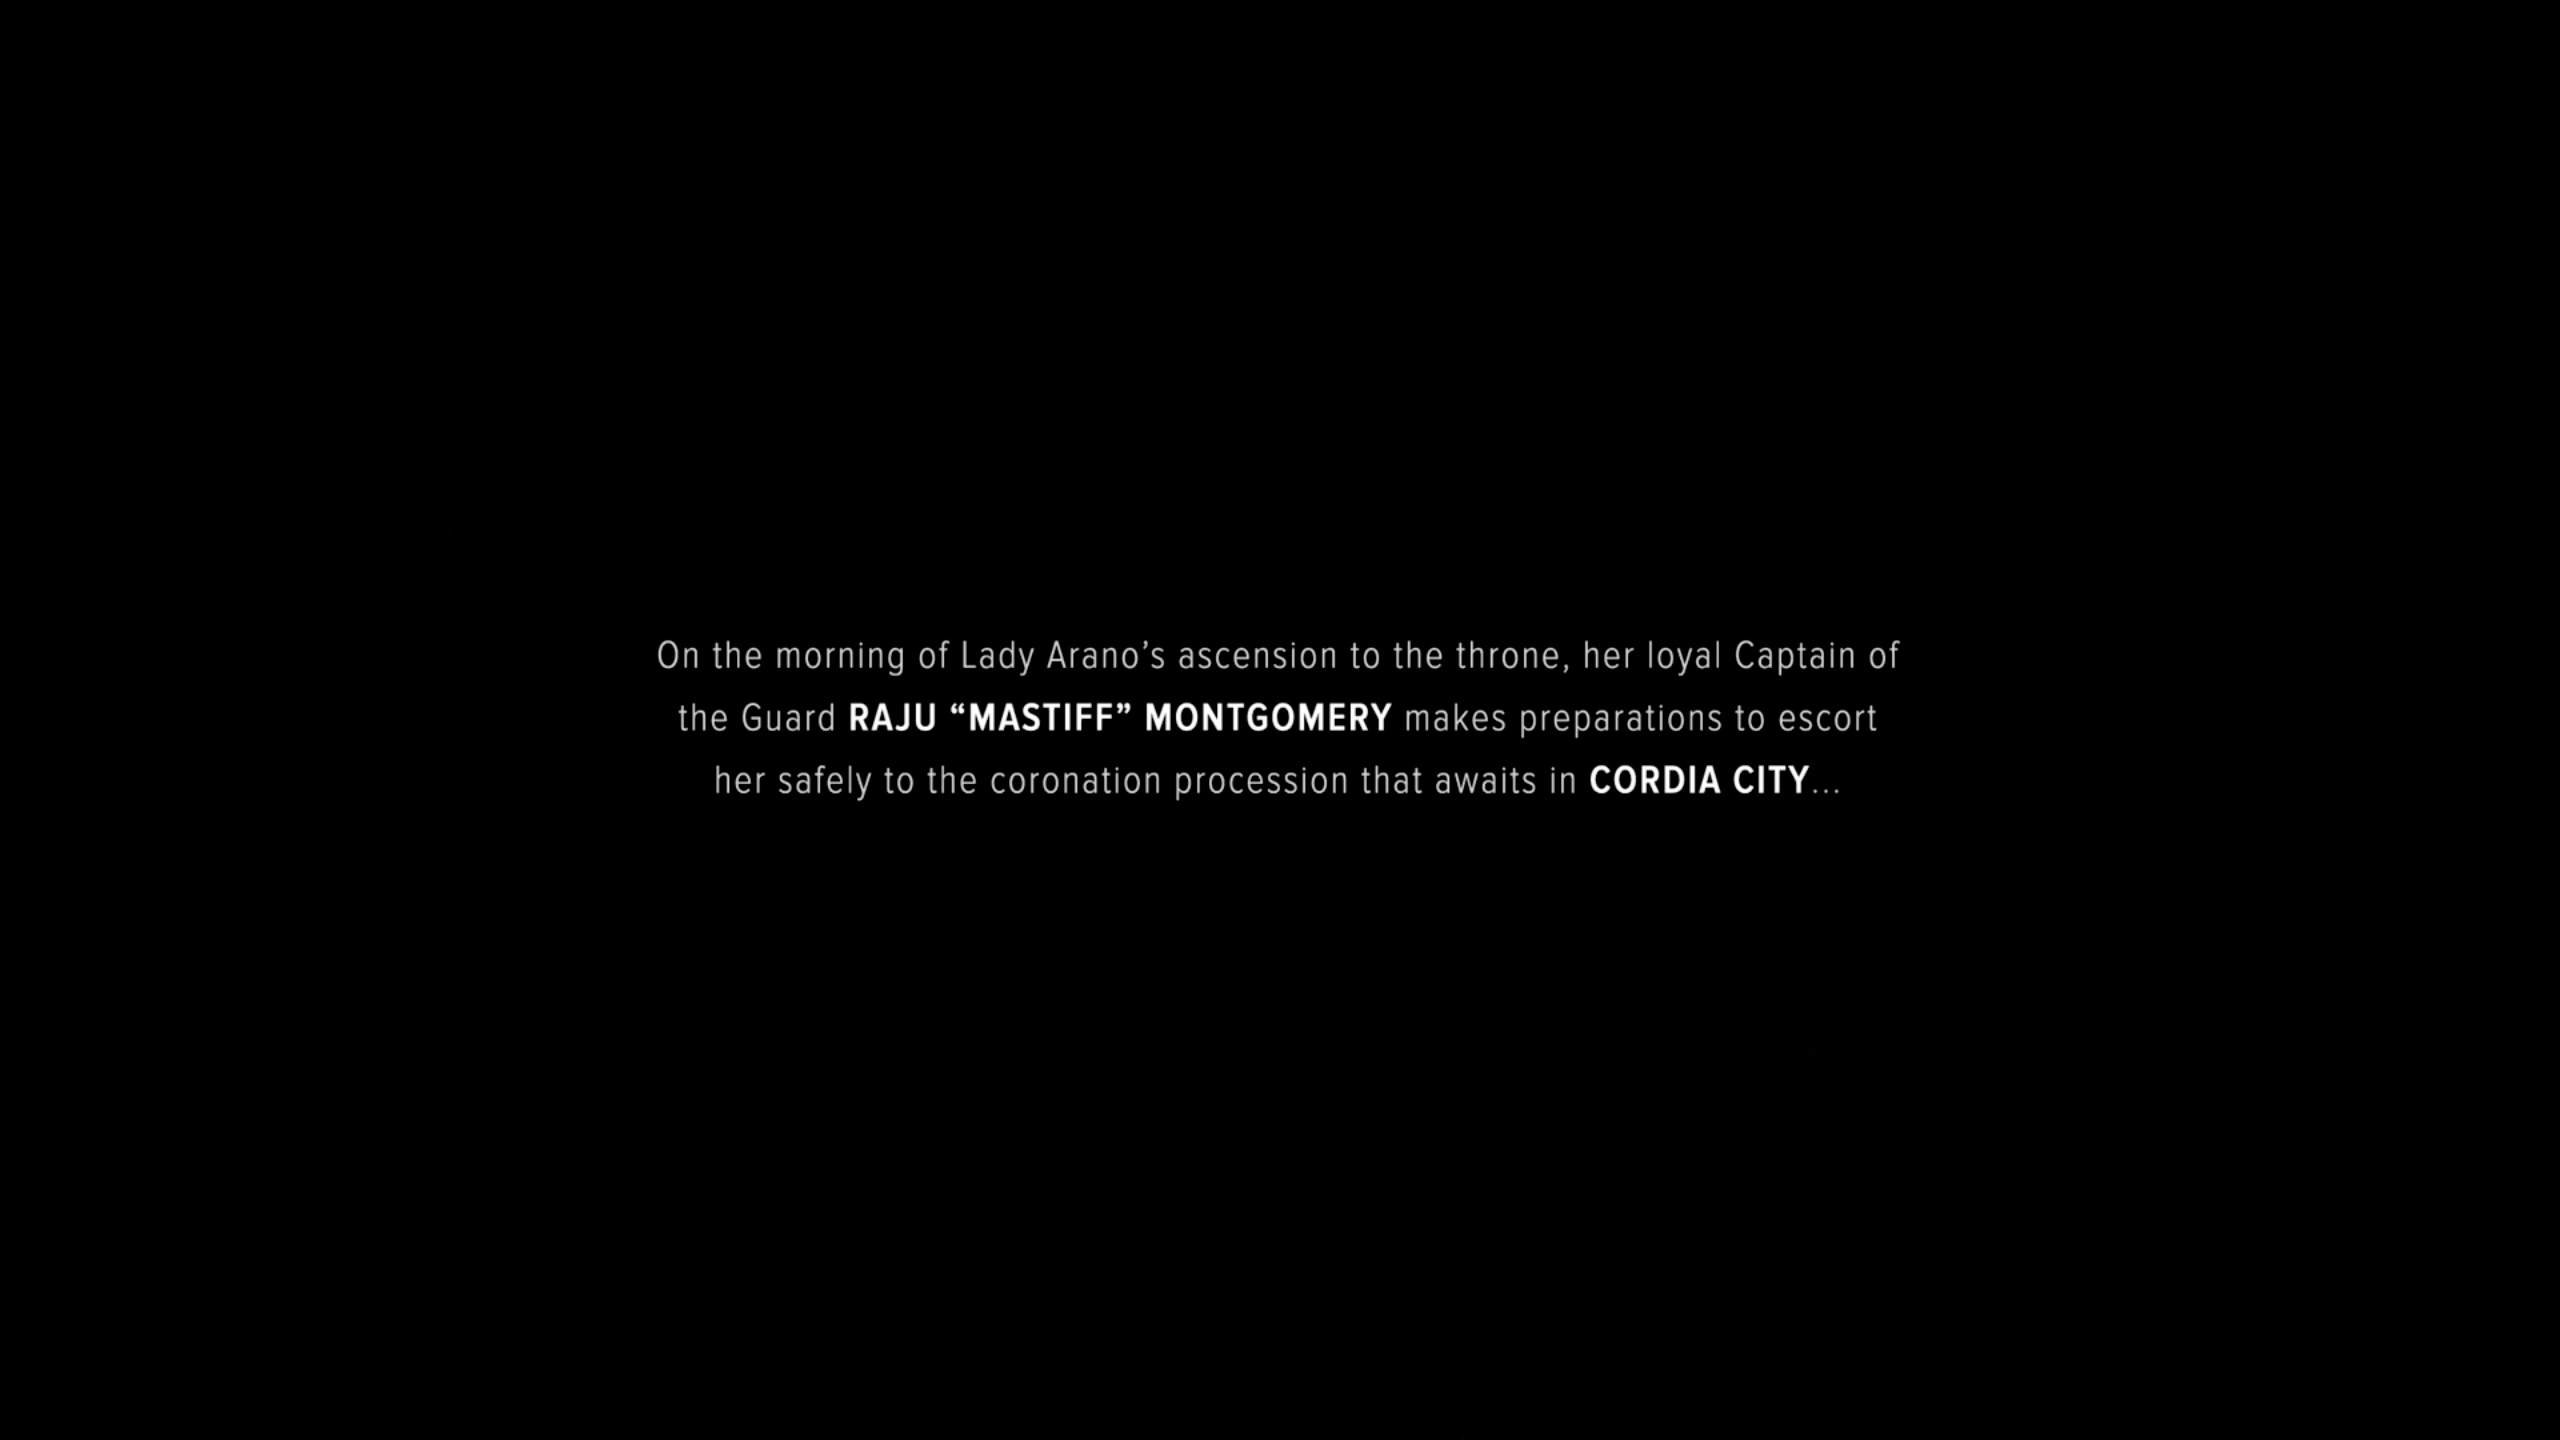 On the morning of Lady Arano’s ascension to the throne, her loyal Captain of
the Guard RAJU “MASTIFF” MONTGOMERY makes preparations to escort
her safely to the coronation procession that awaits in CORDIA CITY...